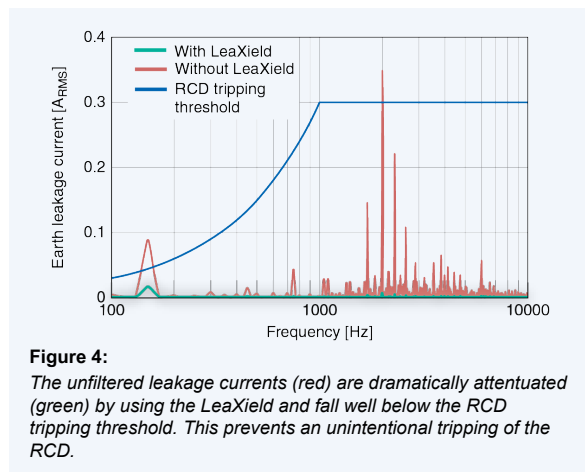 0.4
With LeaXield
Without LeaXield
RCD tripping
threshold
0.3
0.2
0.1
0
Earth leakage current [ARMS]
100
1000
10000
Frequency [Hz]
Figure 4:
The unfiltered leakage currents (red) are dramatically attentuated
(green) by using the LeaXield and fall well below the RCD
tripping threshold. This prevents an unintentional tripping of the
RCD.